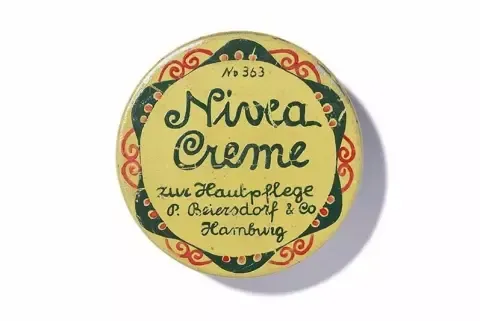 No 363
Nivea
Creme
zur Hautpflege
P. Beiersdorf & Co
Hamburg